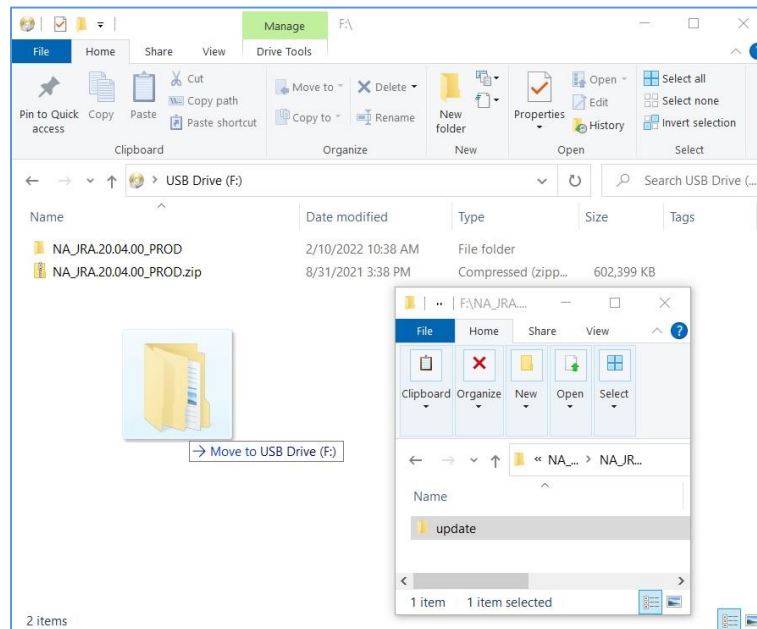 Manage F:\
File Home Share View Drive Tools
Pin to Quick access
Copy
Paste
Cut
Copy path
Paste shortcut
Clipboard
Move to
Copy to
Delete
Rename
Organize
New folder
New
Properties
Open
Edit
History
Open
Select all
Select none
Invert selection
Select
USB Drive (F:)
Search USB Drive (...
Name Date modified Type Size Tags
NA_JRA.20.04.00_PROD 2/10/2022 10:38 AM File folder
NA_JRA.20.04.00_PROD.zip 8/31/2021 3:38 PM Compressed (zipp... 602,399 KB
Move to USB Drive (F:)
F:\NA_JRA....
File Home Share View
Clipboard Organize New Open Select
« NA_... > NA_JR...
Name
update
1 item 1 item selected
2 items